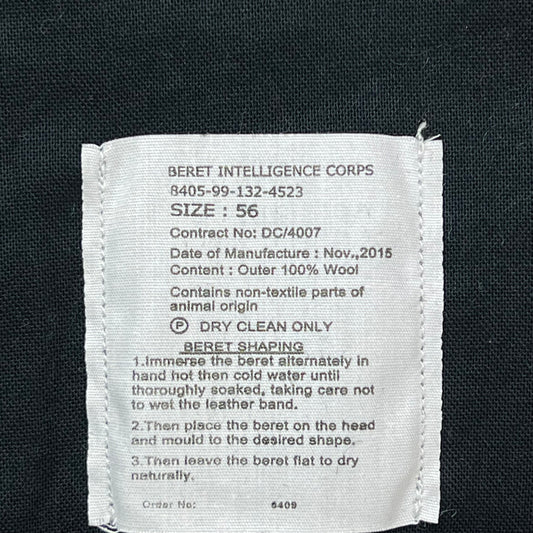 BERET INTELLIGENCE CORPS
8405-99-132-4523
SIZE : 56
Contract No: DC/4007
Date of Manufacture : Nov.,2015
Content : Outer 100% Wool
Contains non-textile parts of
animal origin
Ⓟ DRY CLEAN ONLY
BERET SHAPING
1.Immerse the beret alternately in
hand hot then cold water until
thoroughly soaked, taking care not
to wet the leather band.
2.Then place the beret on the head
and mould to the desired shape.
3.Then leave the beret flat to dry
naturally.
Order No: 6409